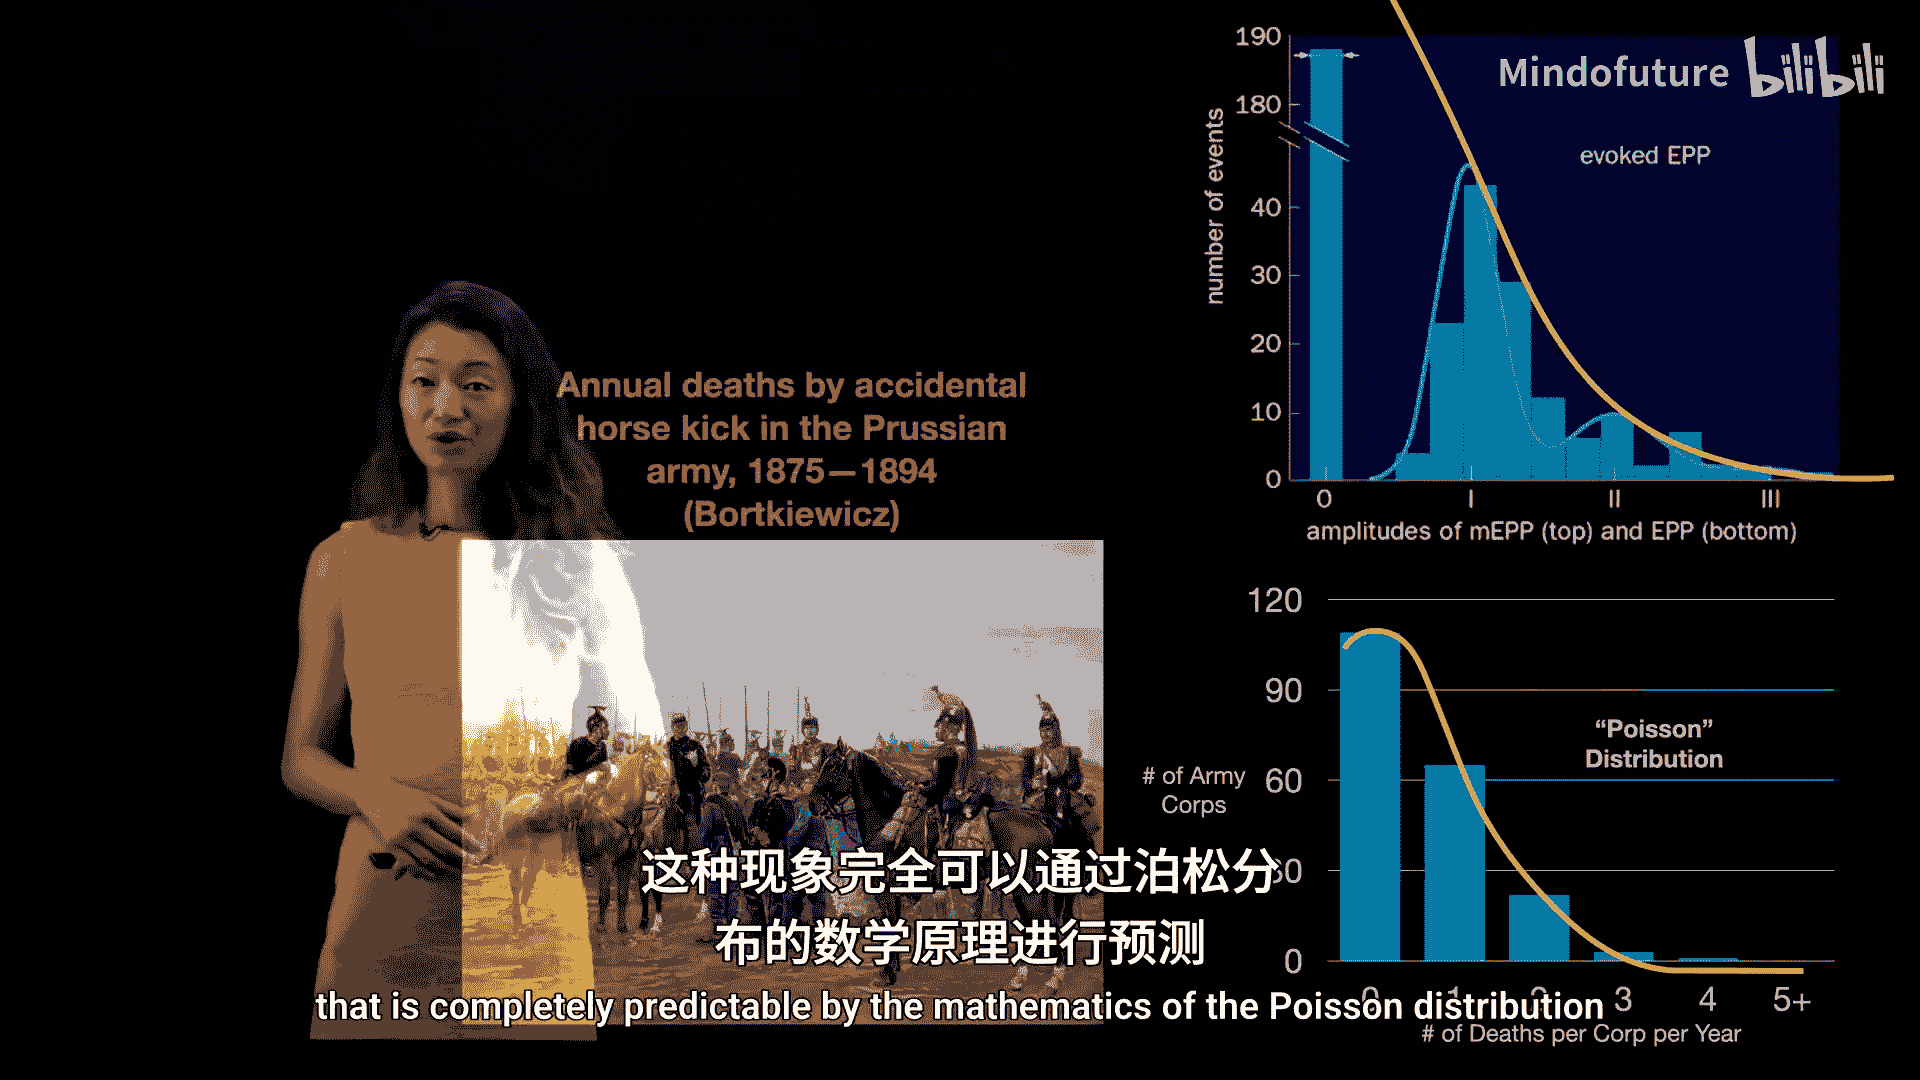 Mindofuture bilibili
190
180
40
30
20
10
0
number of events
evoked EPP
0 I II III
amplitudes of mEPP (top) and EPP (bottom)
Annual deaths by accidental
horse kick in the Prussian
army, 1875—1894
(Bortkiewicz)
120
90
60
30
0
# of Army
Corps
“Poisson”
Distribution
0 1 2 3 4 5+
# of Deaths per Corp per Year
这种现象完全可以通过泊松分
布的数学原理进行预测
that is completely predictable by the mathematics of the Poisson distribution